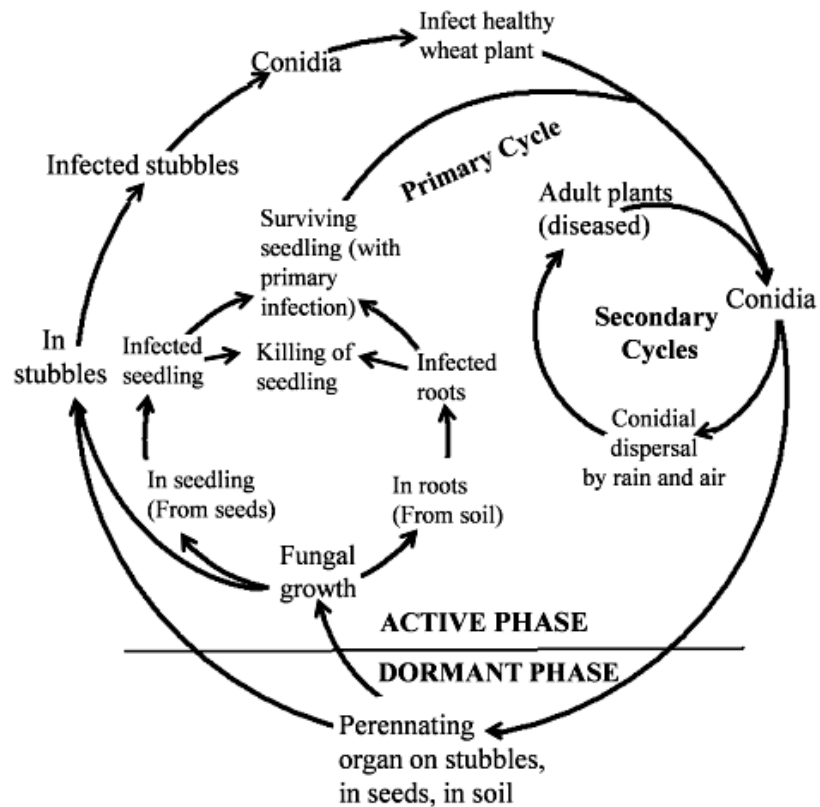 Infect healthy
wheat plant
Conidia
Infected stubbles
Primary Cycle
Surviving
seedling (with
primary
infection)
Adult plants
(diseased)
Conidia
Secondary
Cycles
In
stubbles
Infected
seedling
Killing of
seedling
Infected
roots
Conidial
dispersal
by rain and air
In seedling
(From seeds)
In roots
(From soil)
Fungal
growth
ACTIVE PHASE
DORMANT PHASE
Perennating
organ on stubbles,
in seeds, in soil